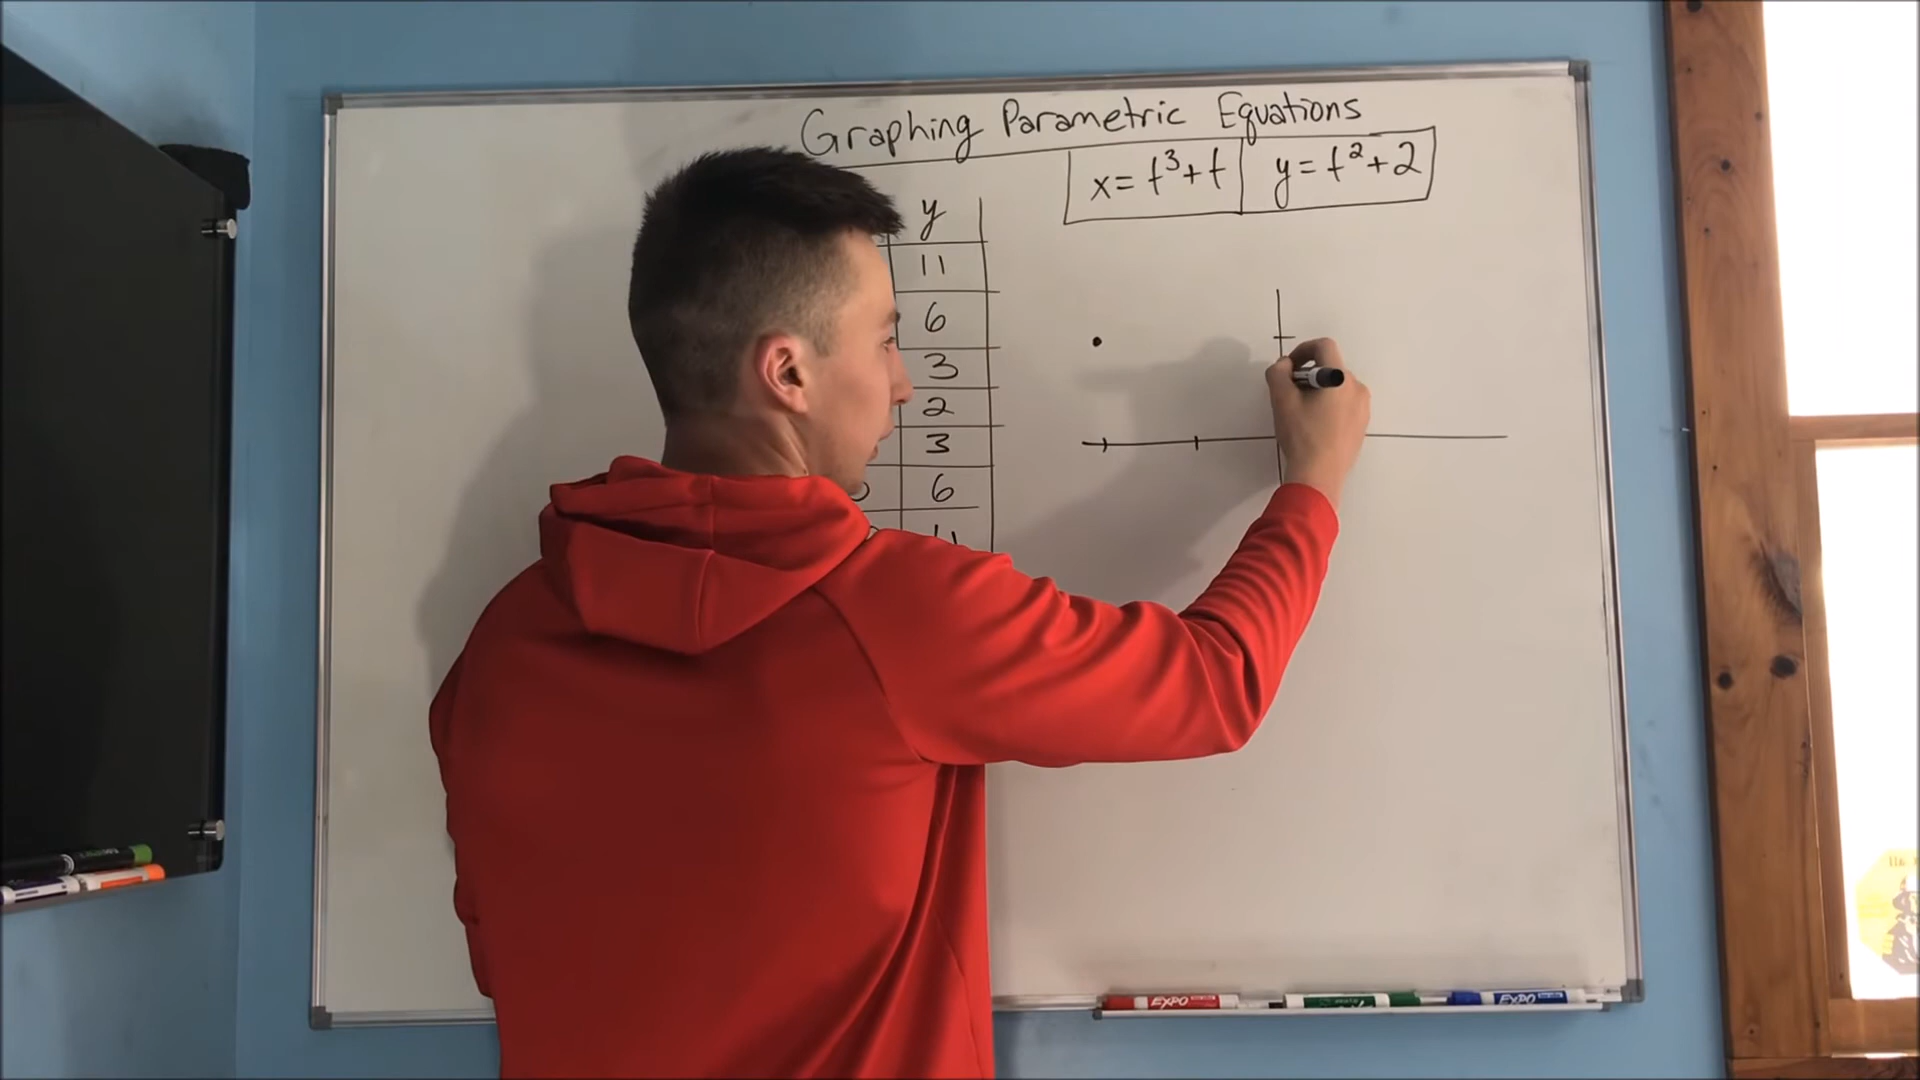 Graphing Parametric Equations
x = t³ + t y = t² + 2
y
11
6
3
2
3
6
11
EXPO
EXPO